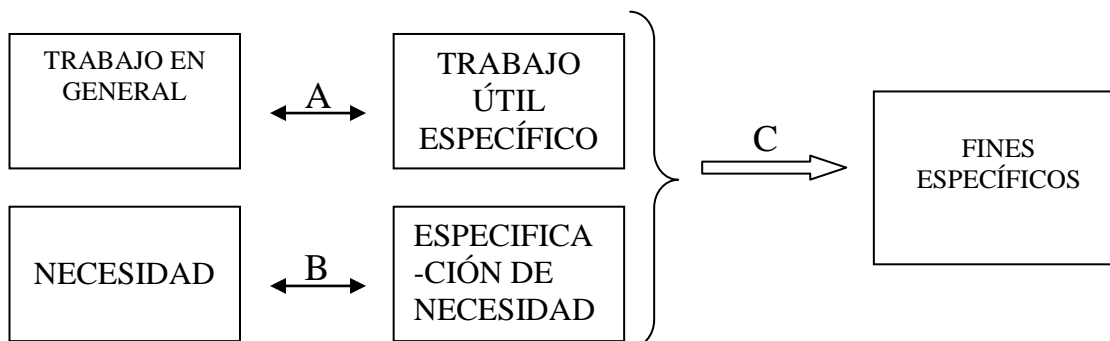 TRABAJO EN
GENERAL
A
TRABAJO
ÚTIL
ESPECÍFICO
C
FINES
ESPECÍFICOS
NECESIDAD
B
ESPECIFICA
-CIÓN DE
NECESIDAD